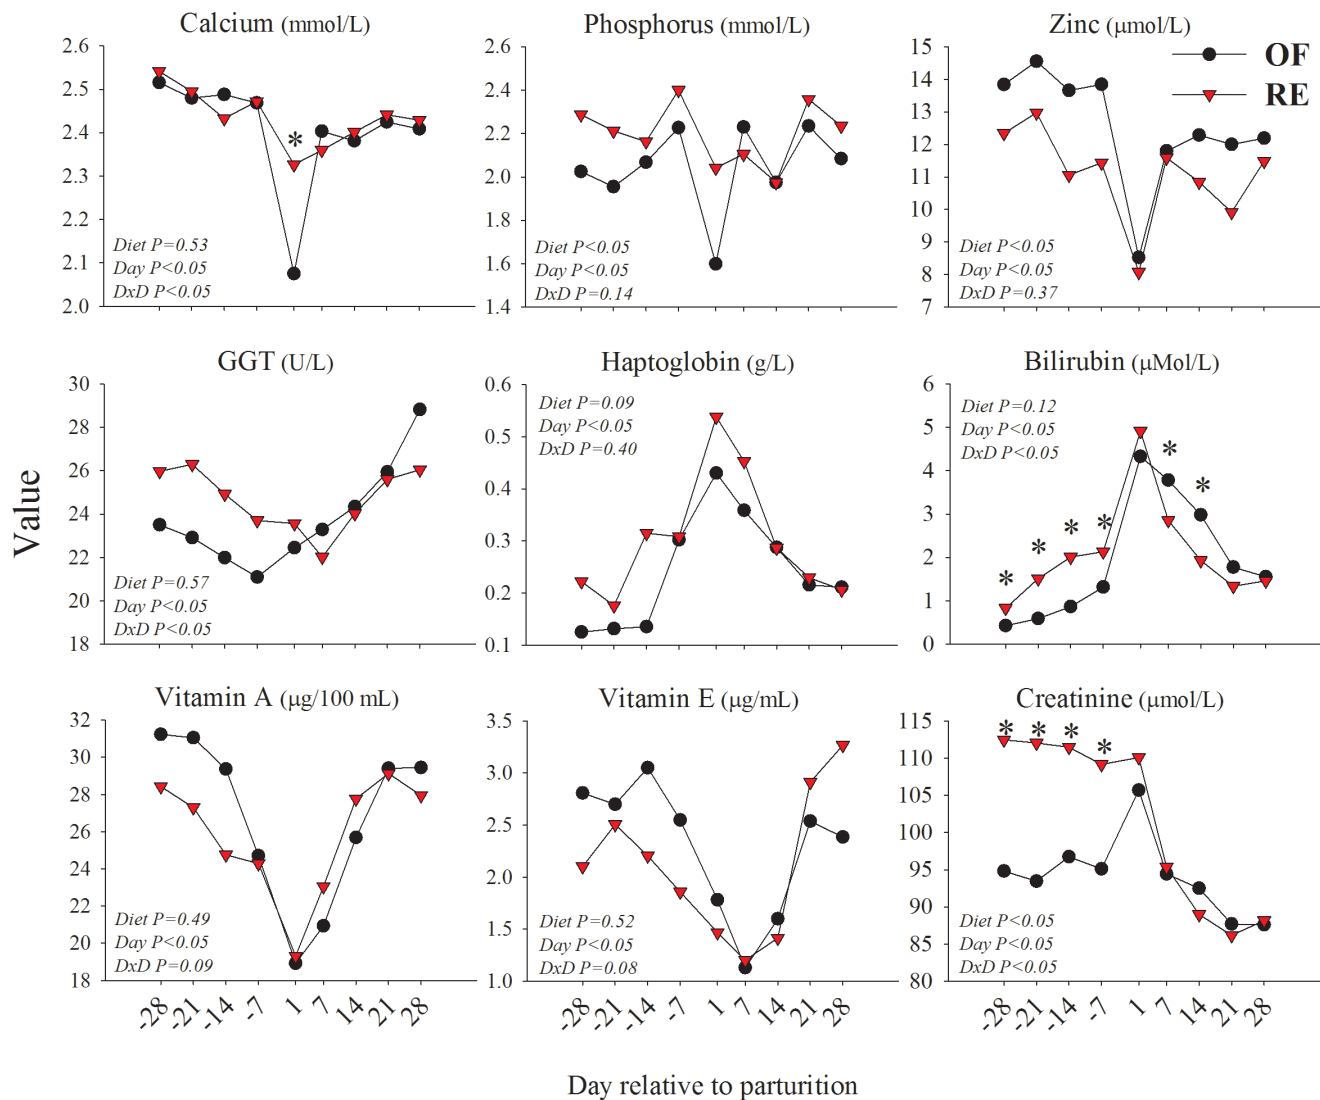 Calcium (mmol/L)
2.6
2.5
2.4
2.3
2.2
2.1
2.0
*
Diet P=0.53
Day P<0.05
DxD P<0.05
Phosphorus (mmol/L)
2.6
2.4
2.2
2.0
1.8
1.6
1.4
Diet P<0.05
Day P<0.05
DxD P=0.14
Zinc (μmol/L)
15
14
13
12
11
10
9
8
7
OF
RE
Diet P<0.05
Day P<0.05
DxD P=0.37
Value
GGT (U/L)
30
28
26
24
22
20
18
Diet P=0.57
Day P<0.05
DxD P<0.05
Haptoglobin (g/L)
0.6
0.5
0.4
0.3
0.2
0.1
Diet P=0.09
Day P<0.05
DxD P=0.40
Bilirubin (μMol/L)
6
5
4
3
2
1
0
Diet P=0.12
Day P<0.05
DxD P<0.05
* * * * * *
Vitamin A (μg/100 mL)
32
30
28
26
24
22
20
18
Diet P=0.49
Day P<0.05
DxD P=0.09
-28 -21 -14 -7 1 7 14 21 28
Vitamin E (μg/mL)
3.5
3.0
2.5
2.0
1.5
1.0
Diet P=0.52
Day P<0.05
DxD P=0.08
-28 -21 -14 -7 1 7 14 21 28
Creatinine (μmol/L)
115
110
105
100
95
90
85
80
* * * *
Diet P<0.05
Day P<0.05
DxD P<0.05
-28 -21 -14 -7 1 7 14 21 28
Day relative to parturition